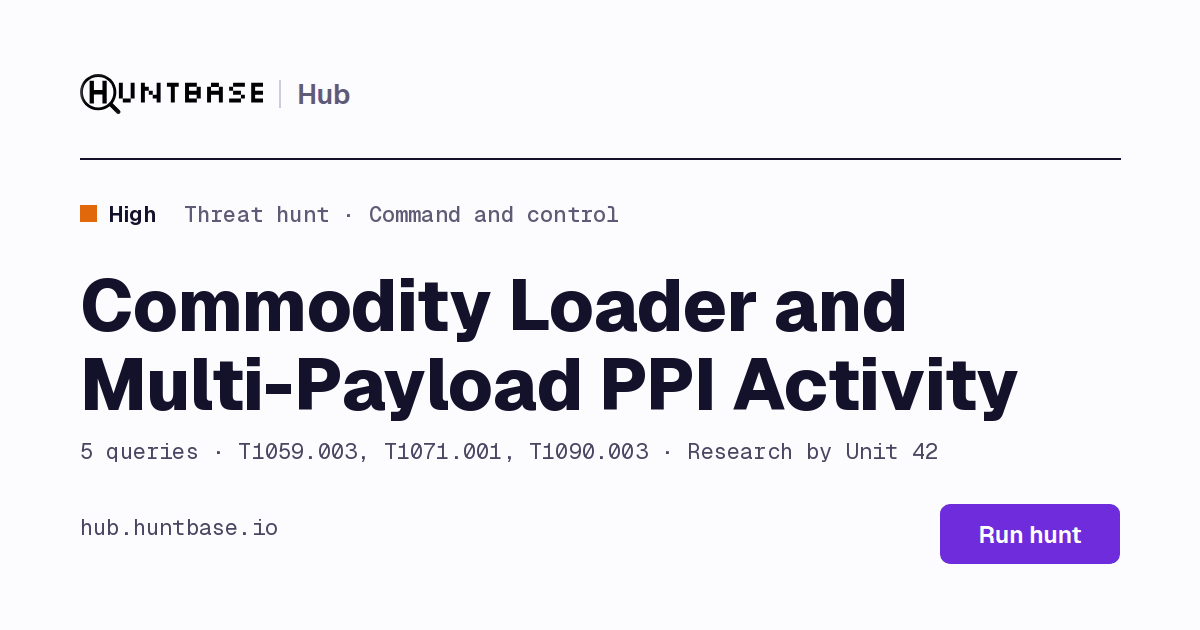 HUNTBASE | Hub
High Threat hunt · Command and control
Commodity Loader and
Multi-Payload PPI Activity
5 queries · T1059.003, T1071.001, T1090.003 · Research by Unit 42
hub.huntbase.io
Run hunt